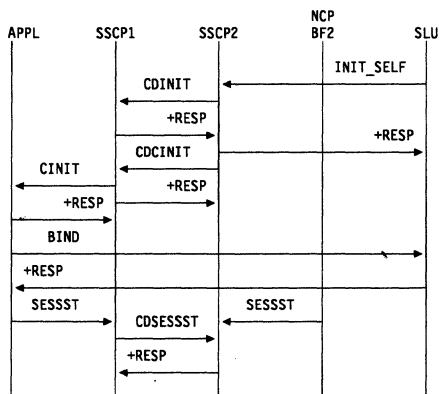 NCP
APPL SSCP1 SSCP2 BF2 SLU
INIT_SELF
CDINIT
+RESP +RESP
CDCINIT
CINIT +RESP
+RESP
BIND
+RESP
SESSST CDSESSST SESSST
+RESP